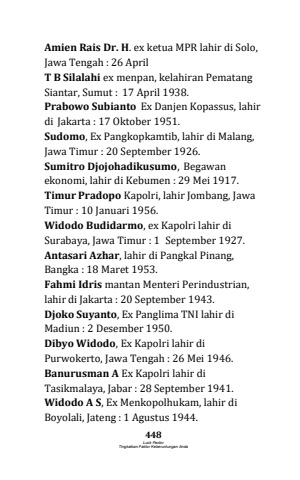 Amien Rais Dr. H. ex ketua MPR lahir di Solo,
Jawa Tengah : 26 April
T B Silalahi ex menpan, kelahiran Pematang
Siantar, Sumut : 17 April 1938.
Prabowo Subianto Ex Danjen Kopassus, lahir
di Jakarta : 17 Oktober 1951.
Sudomo, Ex Pangkopkamtib, lahir di Malang,
Jawa Timur : 20 September 1926.
Sumitro Djojohadikusumo, Begawan
ekonomi, lahir di Kebumen : 29 Mei 1917.
Timur Pradopo Kapolri, lahir Jombang, Jawa
Timur : 10 Januari 1956.
Widodo Budidarmo, ex Kapolri lahir di
Surabaya, Jawa Timur : 1 September 1927.
Antasari Azhar, lahir di Pangkal Pinang,
Bangka : 18 Maret 1953.
Fahmi Idris mantan Menteri Perindustrian,
lahir di Jakarta : 20 September 1943.
Djoko Suyanto, Ex Panglima TNI lahir di
Madiun : 2 Desember 1950.
Dibyo Widodo, Ex Kapolri lahir di
Purwokerto, Jawa Tengah : 26 Mei 1946.
Banurusman A Ex Kapolri lahir di
Tasikmalaya, Jabar : 28 September 1941.
Widodo A S, Ex Menkopolhukam, lahir di
Boyolali, Jateng : 1 Agustus 1944.
448
Luck Factor
Tingkatkan Faktor Keberuntungan Anda